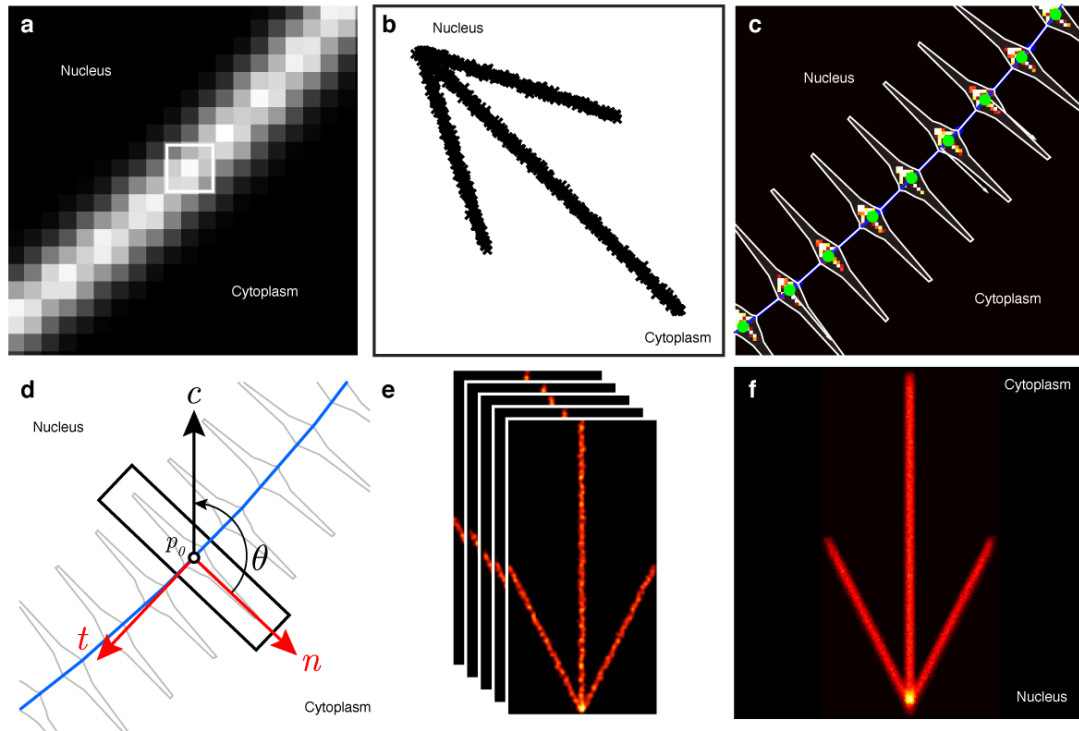 a
Nucleus
Cytoplasm
b
Nucleus
Cytoplasm
c
Nucleus
Cytoplasm
d
Nucleus
c
p₀
θ
t
n
Cytoplasm
e
f
Cytoplasm
Nucleus